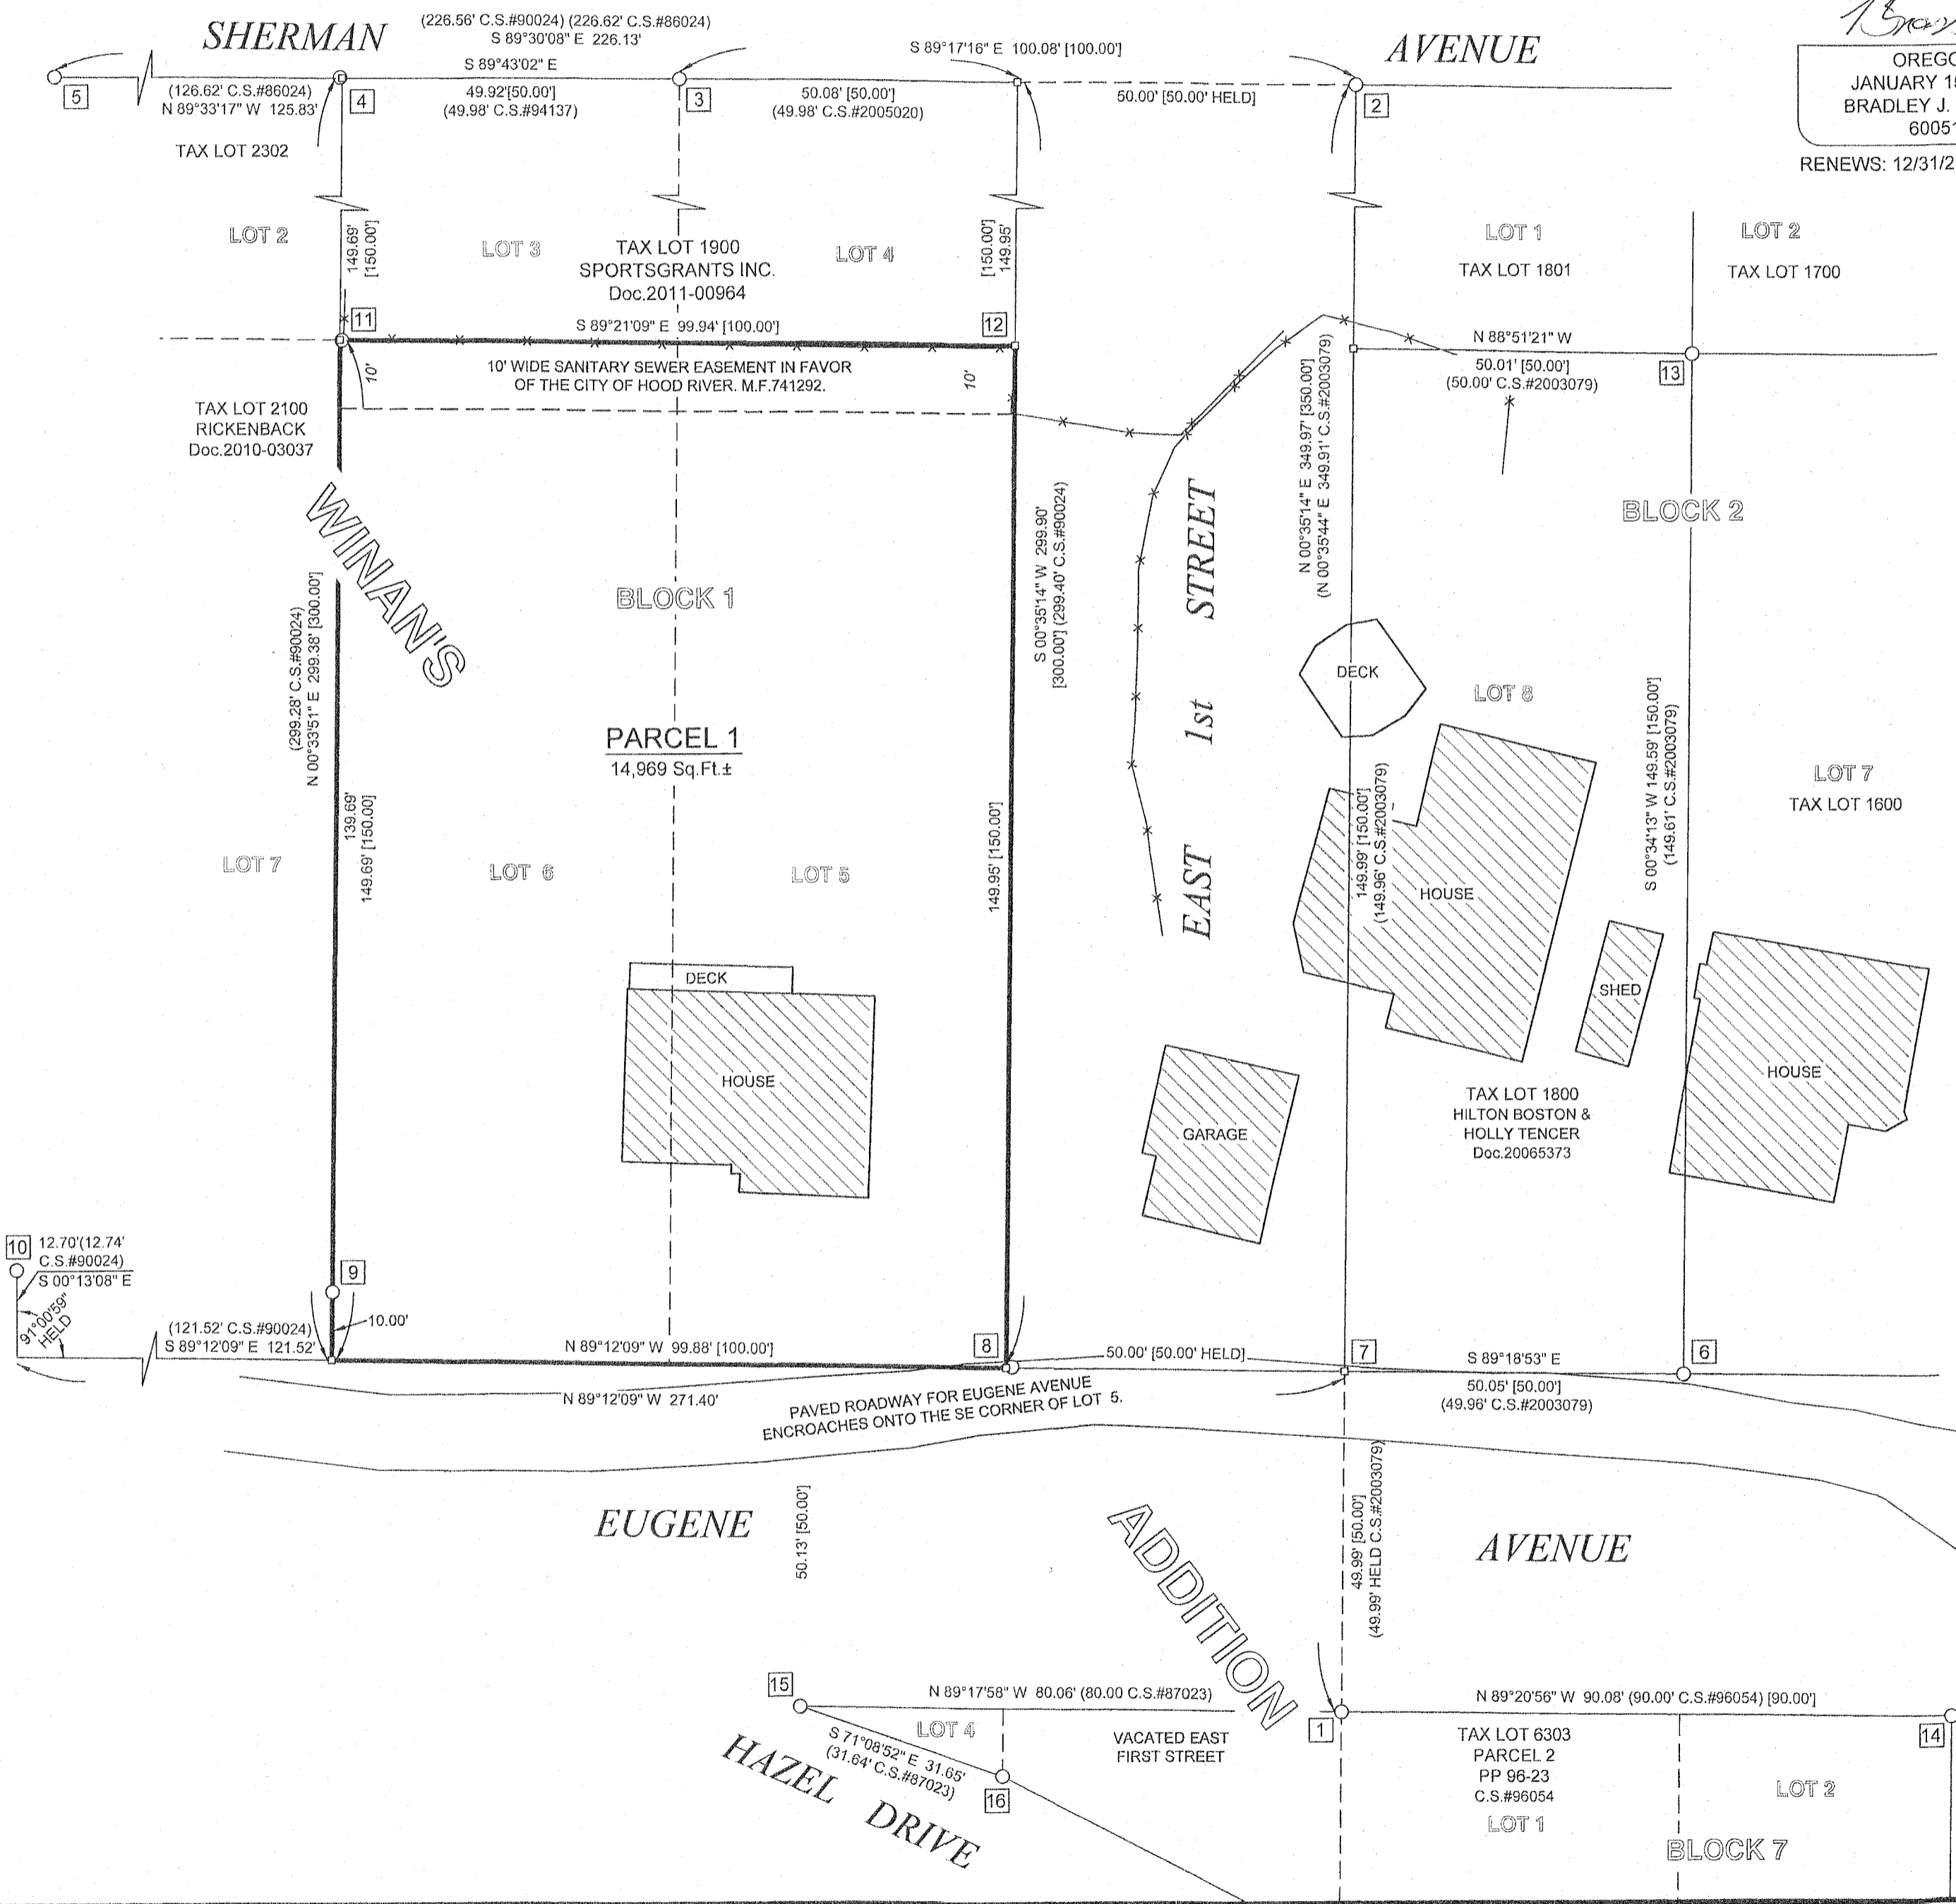 SHERMAN
(226.56' C.S.#90024) (226.62' C.S.#86024)
S 89°30'08" E 226.13'
S 89°43'02" E
S 89°17'16" E 100.08' [100.00']
AVENUE
OREGO
JANUARY 15
BRADLEY J.
6005
RENEWS: 12/31/2
5
(126.62' C.S.#86024)
N 89°33'17" W 125.83'
4
49.92'[50.00']
(49.98' C.S.#94137)
3
50.08' [50.00']
(49.98' C.S.#2005020)
50.00' [50.00' HELD]
2
TAX LOT 2302
LOT 2
149.69'
[150.00']
LOT 3
TAX LOT 1900
SPORTSGRANTS INC.
Doc.2011-00964
LOT 4
[150.00']
149.95'
LOT 1
TAX LOT 1801
LOT 2
TAX LOT 1700
11
S 89°21'09" E 99.94' [100.00']
12
10'
10' WIDE SANITARY SEWER EASEMENT IN FAVOR
OF THE CITY OF HOOD RIVER. M.F.741292.
10'
N 88°51'21" W
50.01' [50.00']
(50.00' C.S.#2003079)
13
TAX LOT 2100
RICKENBACK
Doc.2010-03037
WINAN'S
N 00°35'14" E 349.97' [350.00']
(N 00°35'44" E 349.91' C.S.#2003079)
BLOCK 2
S 00°35'14" W 299.90'
[300.00'] (299.40' C.S.#90024)
EAST 1st STREET
BLOCK 1
(299.28' C.S.#90024)
N 00°33'51" E 299.38' [300.00']
DECK
LOT 8
S 00°34'13" W 149.59' [150.00']
(149.61' C.S.#2003079)
PARCEL 1
14,969 Sq.Ft.±
139.69'
149.69' [150.00']
149.95' [150.00']
149.99' [150.00']
(149.96' C.S.#2003079)
LOT 7
TAX LOT 1600
LOT 7
LOT 6
LOT 5
HOUSE
DECK
SHED
HOUSE
HOUSE
GARAGE
TAX LOT 1800
HILTON BOSTON &
HOLLY TENCER
Doc.20065373
10
12.70'(12.74'
C.S.#90024)
S 00°13'08" E
91°00'59"
HELD
9
10.00'
(121.52' C.S.#90024)
S 89°12'09" E 121.52'
N 89°12'09" W 99.88' [100.00']
8
50.00' [50.00' HELD]
7
S 89°18'53" E
6
N 89°12'09" W 271.40'
PAVED ROADWAY FOR EUGENE AVENUE
ENCROACHES ONTO THE SE CORNER OF LOT 5.
50.05' [50.00']
(49.96' C.S.#2003079)
EUGENE
50.13' [50.00']
ADDITION
49.99' [50.00']
(49.99' HELD C.S.#2003079)
AVENUE
15
N 89°17'58" W 80.06' (80.00 C.S.#87023)
N 89°20'56" W 90.08' (90.00' C.S.#96054) [90.00']
LOT 4
S 71°08'52" E 31.65'
(31.64' C.S.#87023)
VACATED EAST
FIRST STREET
1
TAX LOT 6303
PARCEL 2
PP 96-23
C.S.#96054
LOT 1
14
16
HAZEL DRIVE
LOT 2
BLOCK 7